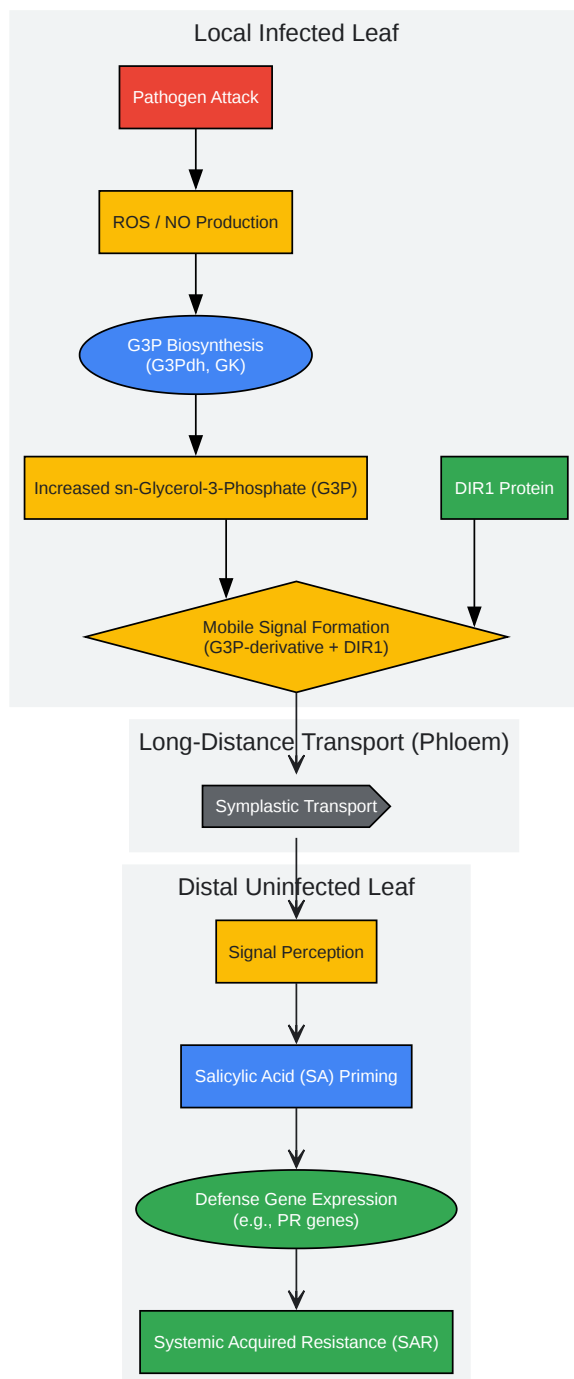 Local Infected Leaf
Pathogen Attack
ROS / NO Production
G3P Biosynthesis
(G3Pdh, GK)
Increased sn-Glycerol-3-Phosphate (G3P)
DIR1 Protein
Mobile Signal Formation
(G3P-derivative + DIR1)
Long-Distance Transport (Phloem)
Symplastic Transport
Distal Uninfected Leaf
Signal Perception
Salicylic Acid (SA) Priming
Defense Gene Expression
(e.g., PR genes)
Systemic Acquired Resistance (SAR)